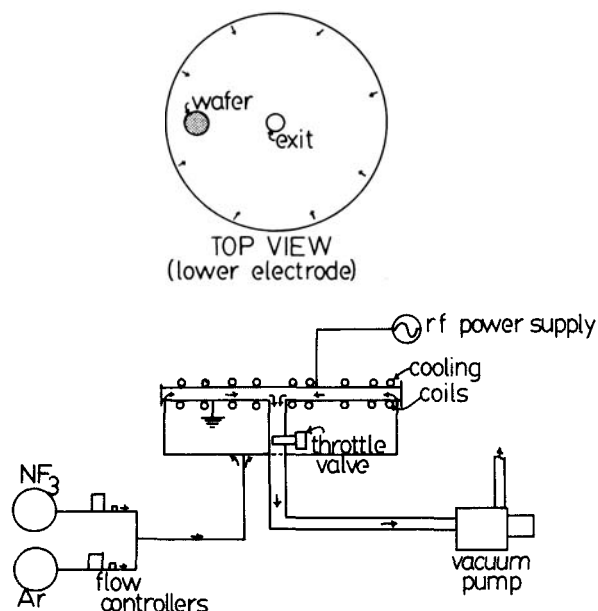 wafer
exit
TOP VIEW
(lower electrode)
rf power supply
cooling
coils
throttle
valve
NF3
Ar
flow
controllers
vacuum
pump